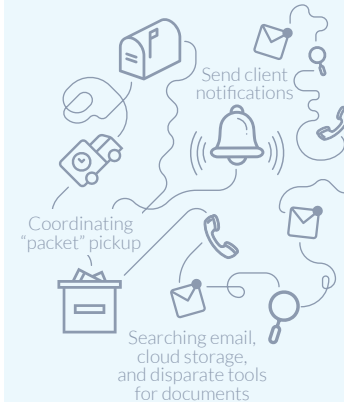 Send client
notifications
Coordinating
“packet” pickup
Searching email,
cloud storage,
and disparate tools
for documents